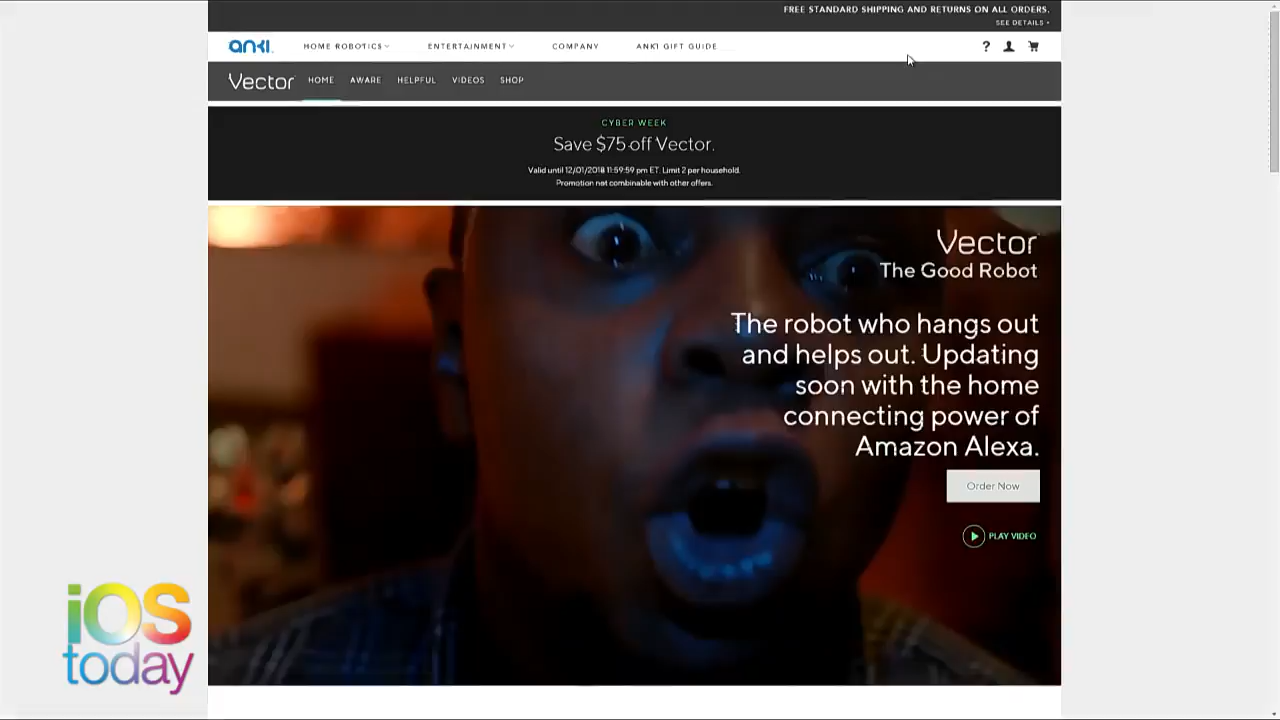 FREE STANDARD SHIPPING AND RETURNS ON ALL ORDERS.
SEE DETAILS
ANKI HOME ROBOTICS ENTERTAINMENT COMPANY ANKI GIFT GUIDE ?
Vector HOME AWARE HELPFUL VIDEOS SHOP
CYBER WEEK
Save $75 off Vector.
Valid until 12/01/2018 11:59:59 pm ET. Limit 2 per household.
Promotion not combinable with other offers.
Vector
The Good Robot
The robot who hangs out
and helps out. Updating
soon with the home
connecting power of
Amazon Alexa.
Order Now
PLAY VIDEO
iOS
today